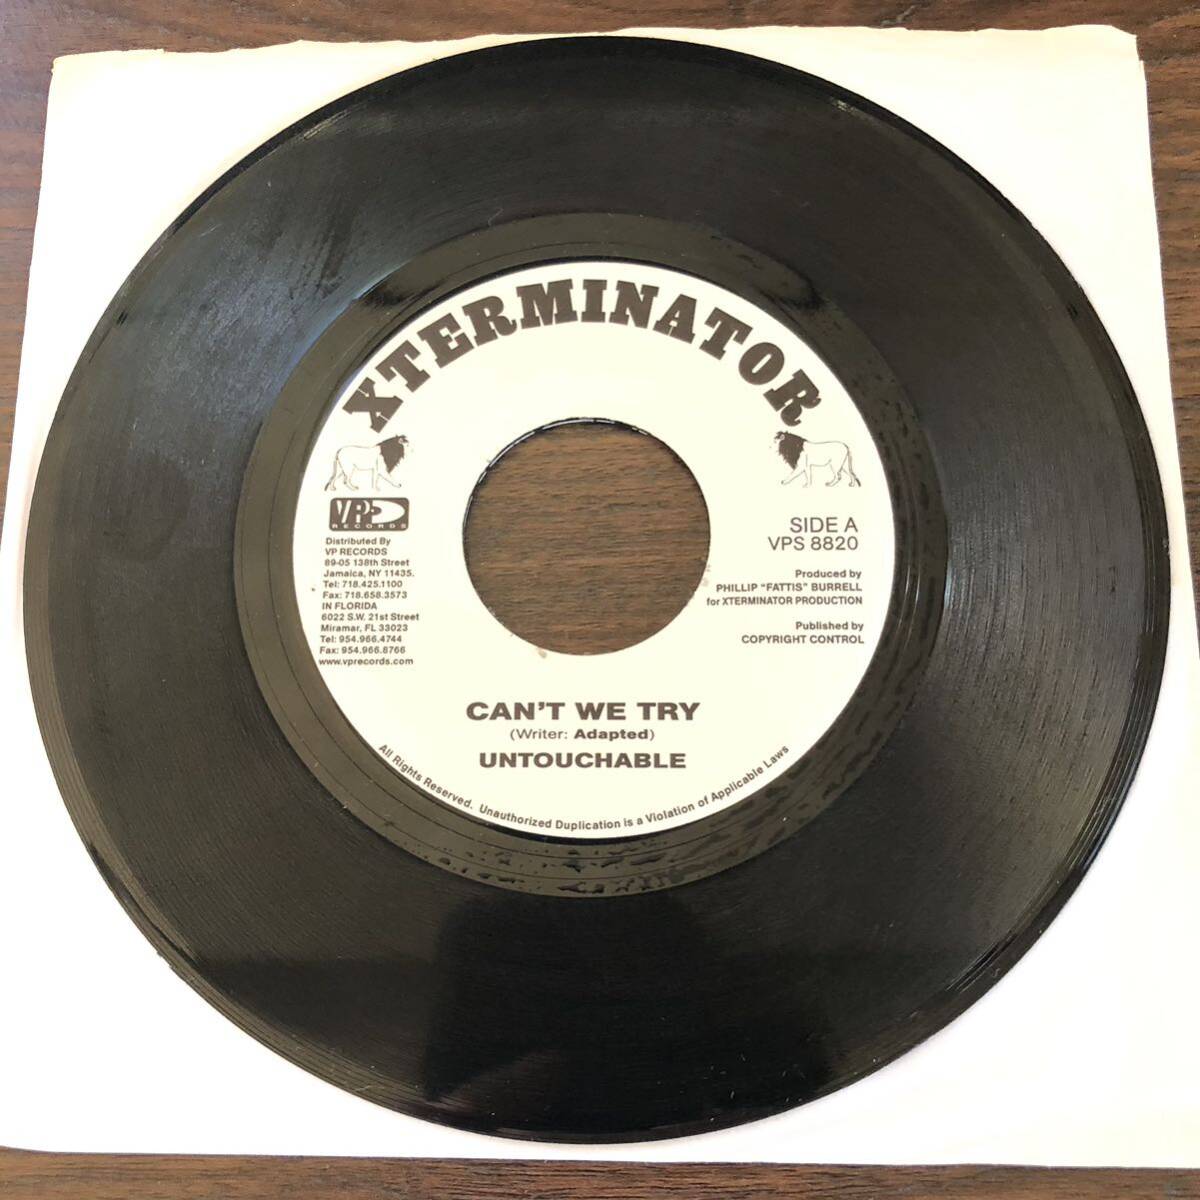 XTERMINATOR
VP
RECORDS
Distributed By
VP RECORDS
89-05 138th Street
Jamaica, NY 11435.
Tel: 718.425.1100
Fax: 718.658.3573
IN FLORIDA
6022 S.W. 21st Street
Miramar, FL 33023
Tel: 954.966.4744
Fax: 954.966.8766
www.vprecords.com
SIDE A
VPS 8820
Produced by
PHILLIP "FATTIS" BURRELL
for XTERMINATOR PRODUCTION
Published by
COPYRIGHT CONTROL
CAN'T WE TRY
(Writer: Adapted)
UNTOUCHABLE
All Rights Reserved. Unauthorized Duplication is a Violation of Applicable Laws